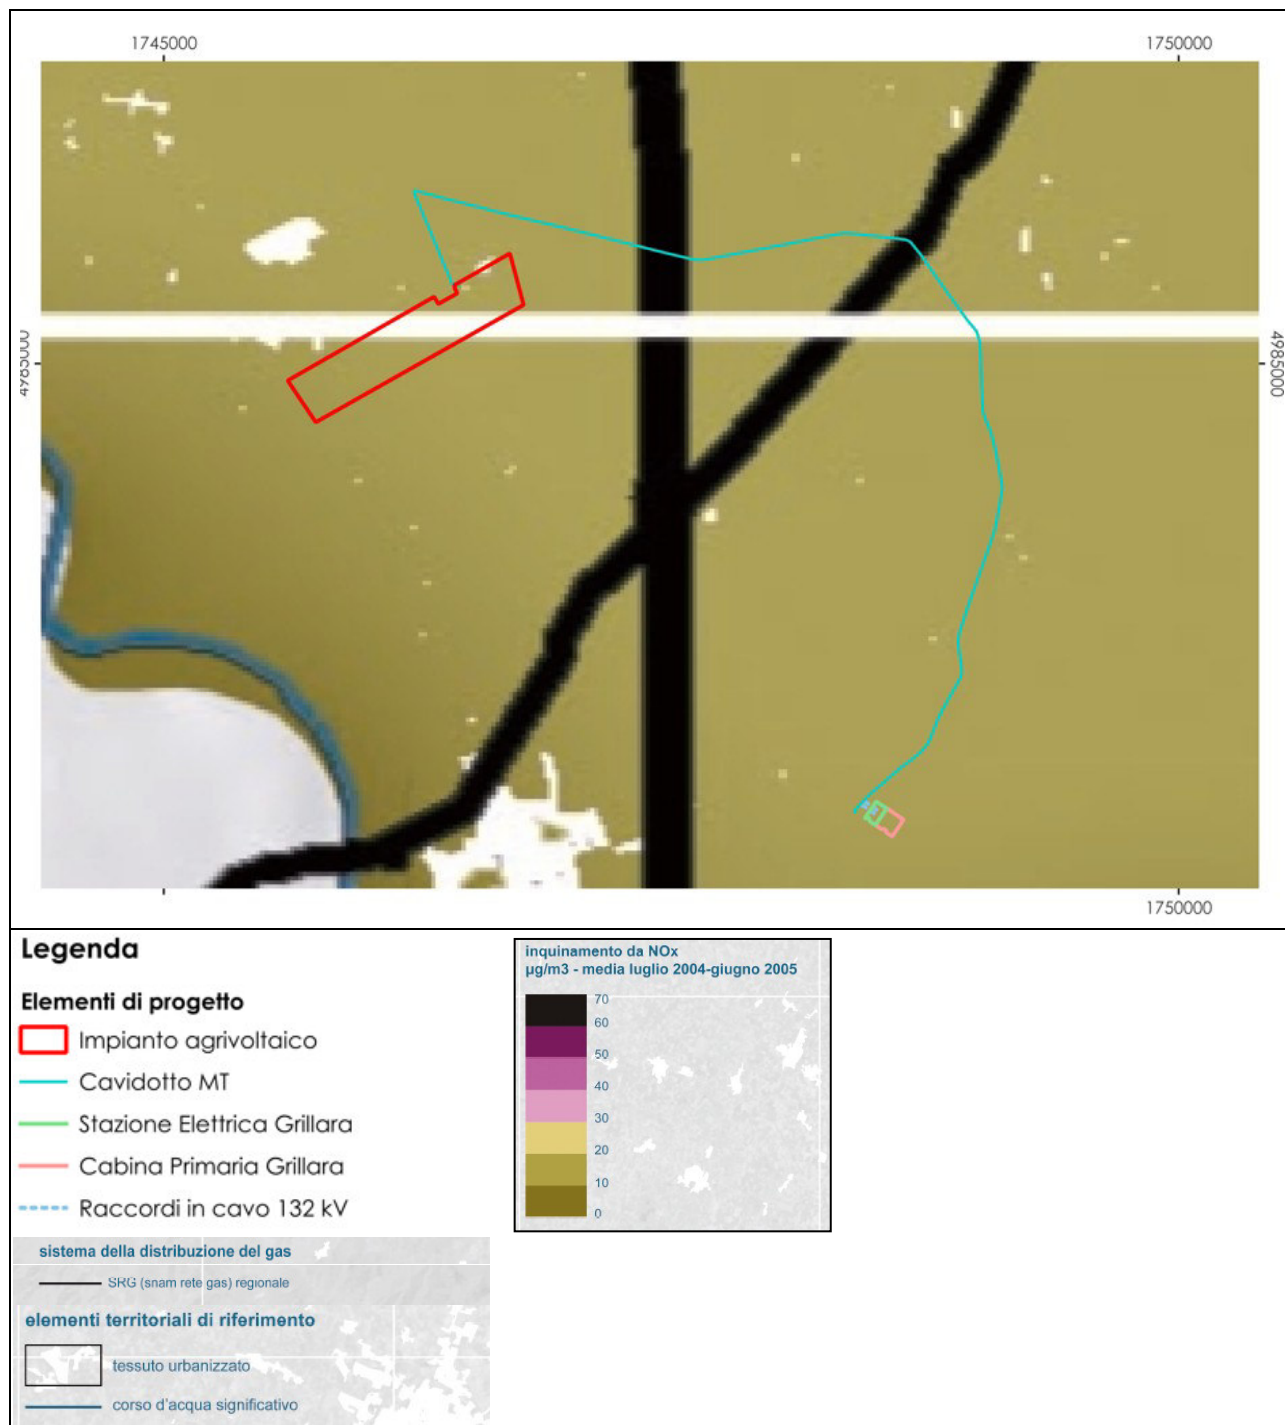 1745000
1750000
4985000
4985000
1750000
Legenda
Elementi di progetto
Impianto agrivoltaico
Cavidotto MT
Stazione Elettrica Grillara
Cabina Primaria Grillara
Raccordi in cavo 132 kV
sistema della distribuzione del gas
SRG (snam rete gas) regionale
elementi territoriali di riferimento
tessuto urbanizzato
corso d'acqua significativo
inquinamento da NOx
µg/m3 - media luglio 2004-giugno 2005
70
60
50
40
30
20
10
0